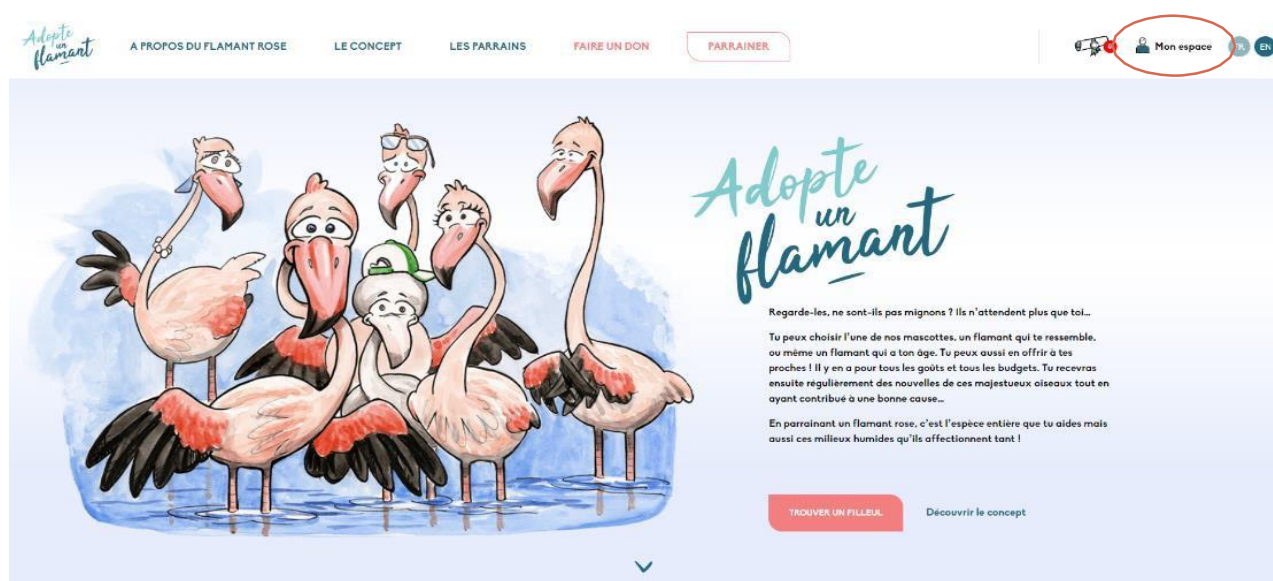 Adopte
un
flamant
A PROPOS DU FLAMANT ROSE LE CONCEPT LES PARRAINS FAIRE UN DON PARRAINER
Mon espace FR EN
Adopte
un
flamant
Regarde-les, ne sont-ils pas mignons ? Ils n'attendent plus que toi...
Tu peux choisir l'une de nos mascottes, un flamant qui te ressemble,
ou même un flamant qui a ton âge. Tu peux aussi en offrir à tes
proches ! Il y en a pour tous les goûts et tous les budgets. Tu recevras
ensuite régulièrement des nouvelles de ces majestueux oiseaux tout en
ayant contribué à une bonne cause...
En parrainant un flamant rose, c'est l'espèce entière que tu aides mais
aussi ces milieux humides qu'ils affectionnent tant !
TROUVER UN FILLEUL Découvrir le concept